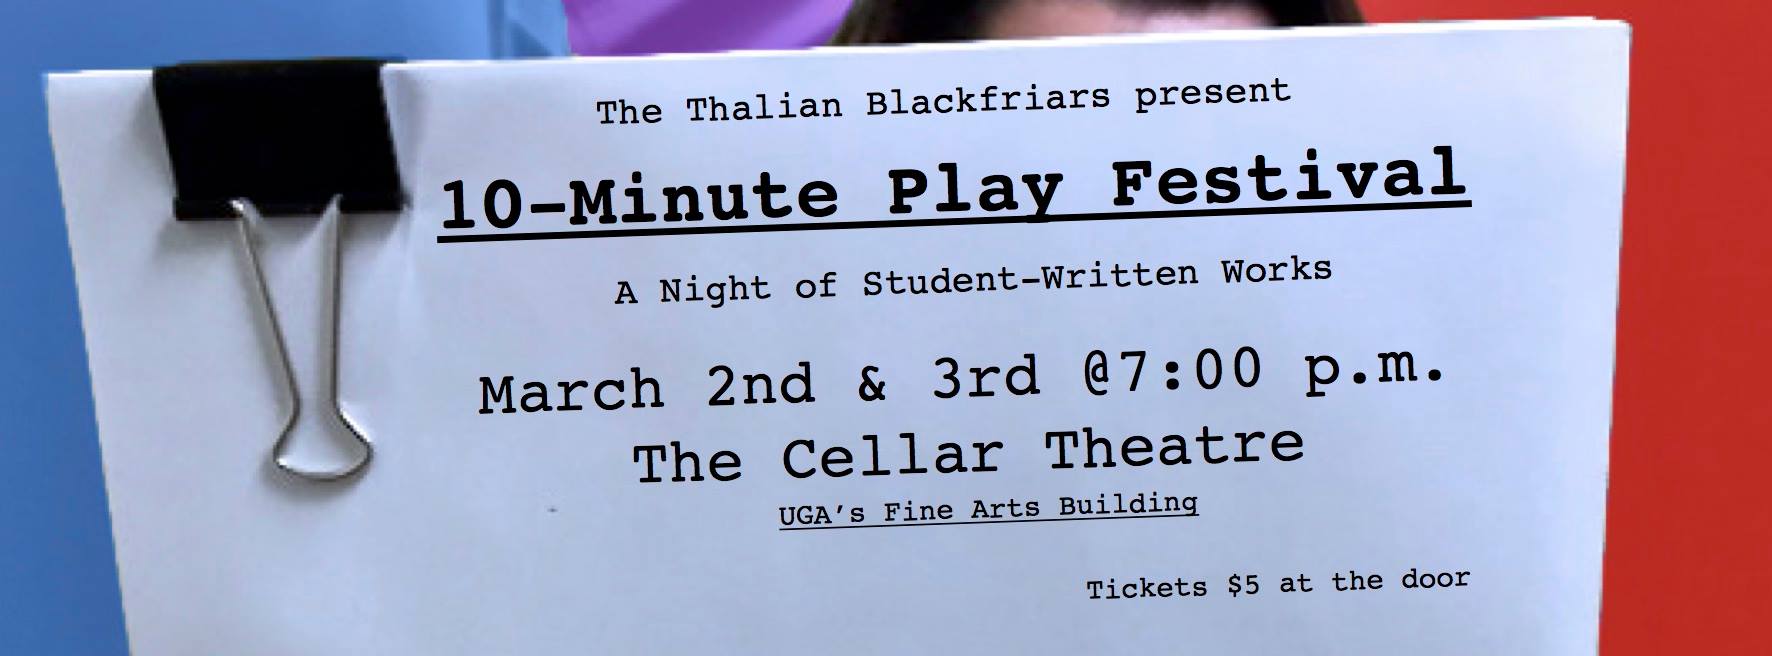 The Thalian Blackfriars present
10-Minute Play Festival
A Night of Student-Written Works
March 2nd & 3rd @7:00 p.m.
The Cellar Theatre
UGA's Fine Arts Building
Tickets $5 at the door